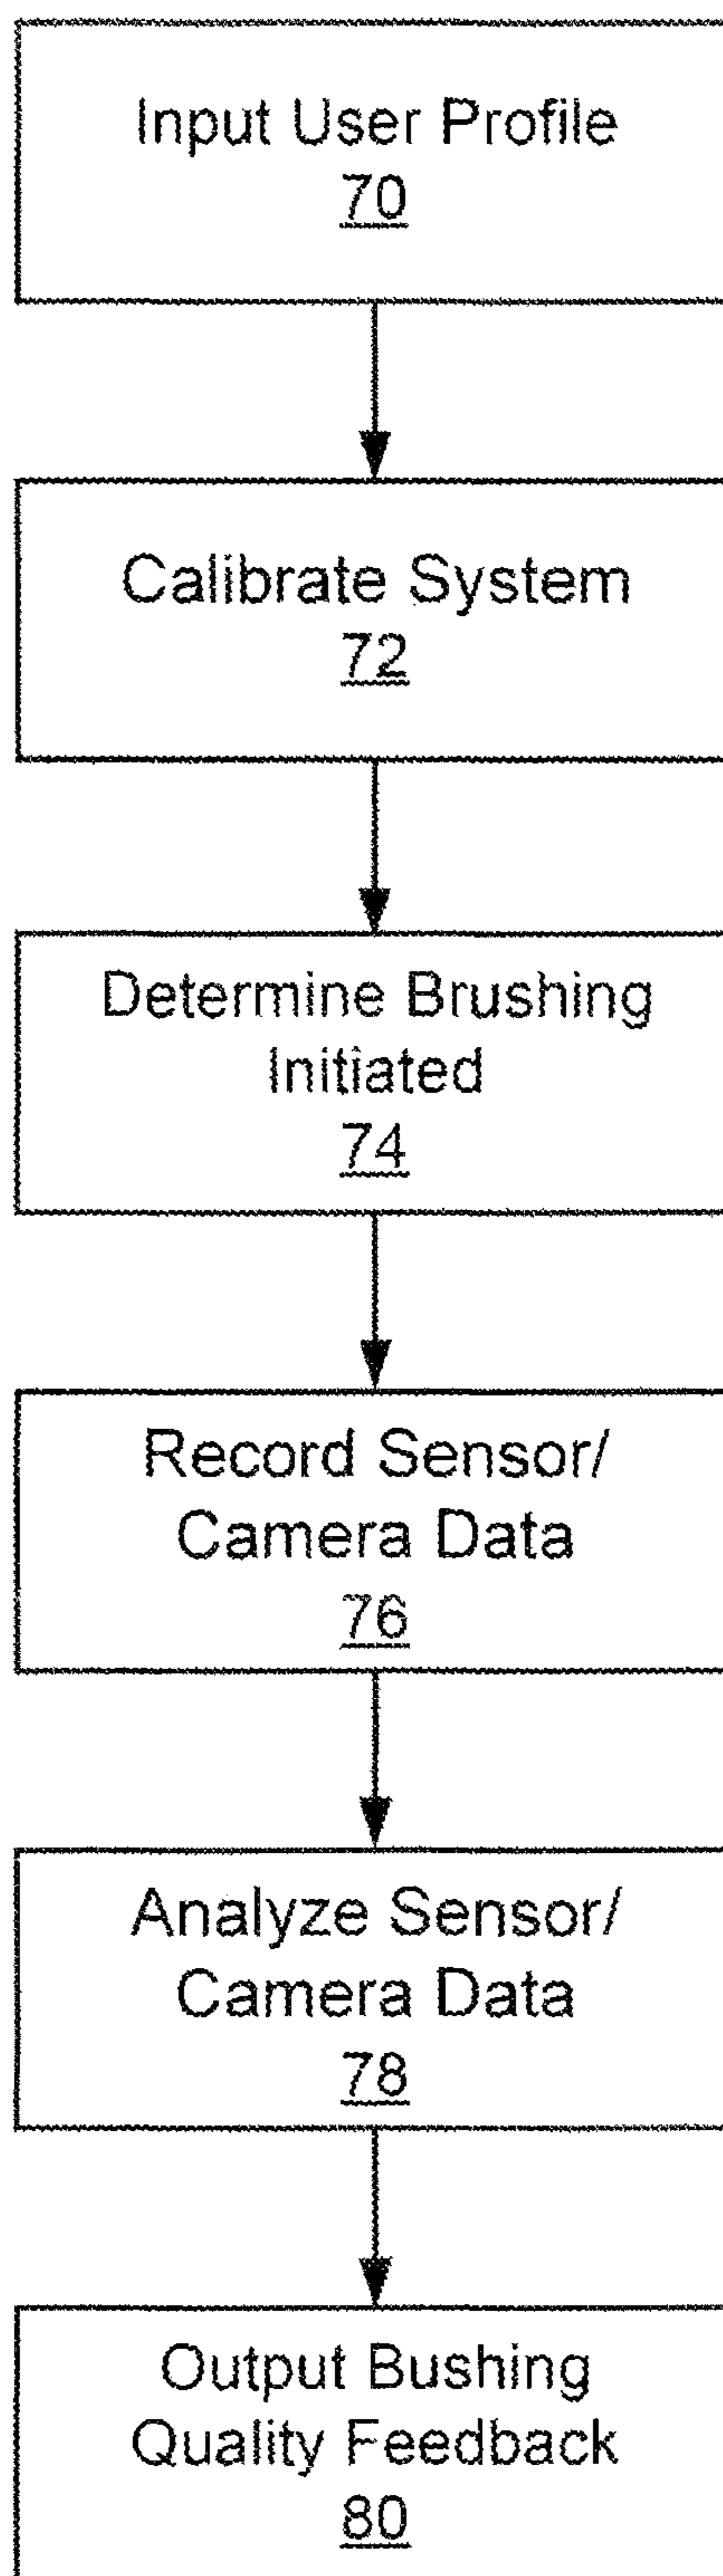 Input User Profile
70
Calibrate System
72
Determine Brushing
Initiated
74
Record Sensor/
Camera Data
76
Analyze Sensor/
Camera Data
78
Output Bushing
Quality Feedback
80